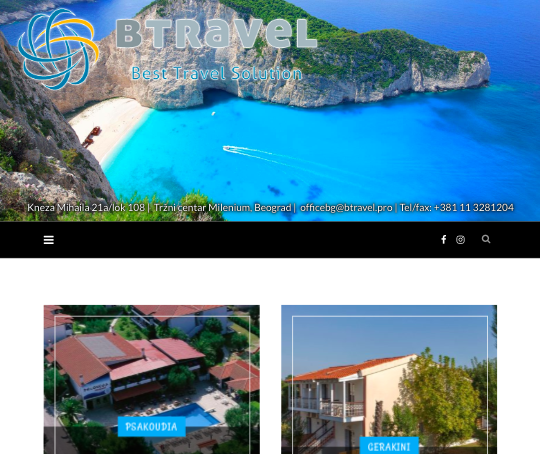 BTRAVEL
Best Travel Solution
Kneza Mihaila 21a/lok 108 | Tržni centar Milenium, Beograd | officebg@btravel.pro | Tel/fax: +381 11 3281204
PSAKOUDIA
GERAKINI